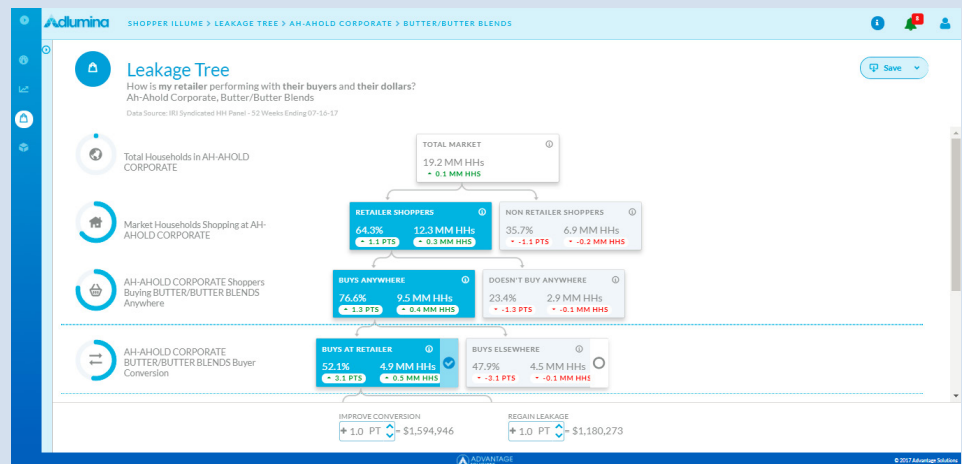 Adlumina
SHOPPER ILLUME > LEAKAGE TREE > AH-AHOLD CORPORATE > BUTTER/BUTTER BLENDS
8
Leakage Tree
How is my retailer performing with their buyers and their dollars?
Ah-Ahold Corporate, Butter/Butter Blends
Data Source: IRI Syndicated HH Panel - 52 Weeks Ending 07-16-17
Save
Total Households in AH-AHOLD
CORPORATE
TOTAL MARKET
19.2 MM HHs
0.1 MM HHS
Market Households Shopping at AH-
AHOLD CORPORATE
RETAILER SHOPPERS
64.3% 12.3 MM HHs
1.1 PTS 0.3 MM HHS
NON RETAILER SHOPPERS
35.7% 6.9 MM HHs
-1.1 PTS -0.2 MM HHS
AH-AHOLD CORPORATE Shoppers
Buying BUTTER/BUTTER BLENDS
Anywhere
BUYS ANYWHERE
76.6% 9.5 MM HHs
1.3 PTS 0.4 MM HHS
DOESN'T BUY ANYWHERE
23.4% 2.9 MM HHs
-1.3 PTS -0.1 MM HHS
AH-AHOLD CORPORATE
BUTTER/BUTTER BLENDS Buyer
Conversion
BUYS AT RETAILER
52.1% 4.9 MM HHs
3.1 PTS 0.5 MM HHS
BUYS ELSEWHERE
47.9% 4.5 MM HHs
-3.1 PTS -0.1 MM HHS
IMPROVE CONVERSION
+ 1.0 PT = $1,594,946
REGAIN LEAKAGE
+ 1.0 PT = $1,180,273
ADVANTAGE
© 2017 Advantage Solutions